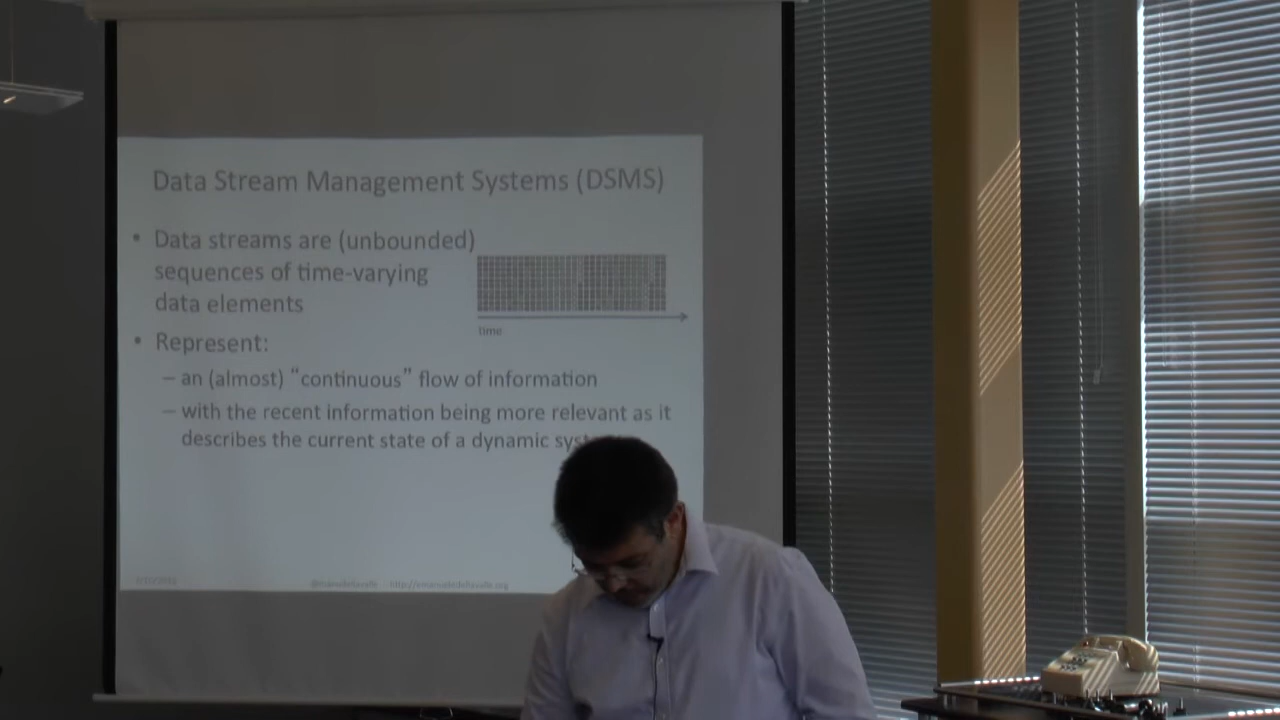 Data Stream Management Systems (DSMS)
• Data streams are (unbounded)
sequences of time-varying
data elements
time
• Represent:
– an (almost) “continuous” flow of information
– with the recent information being more relevant as it
describes the current state of a dynamic